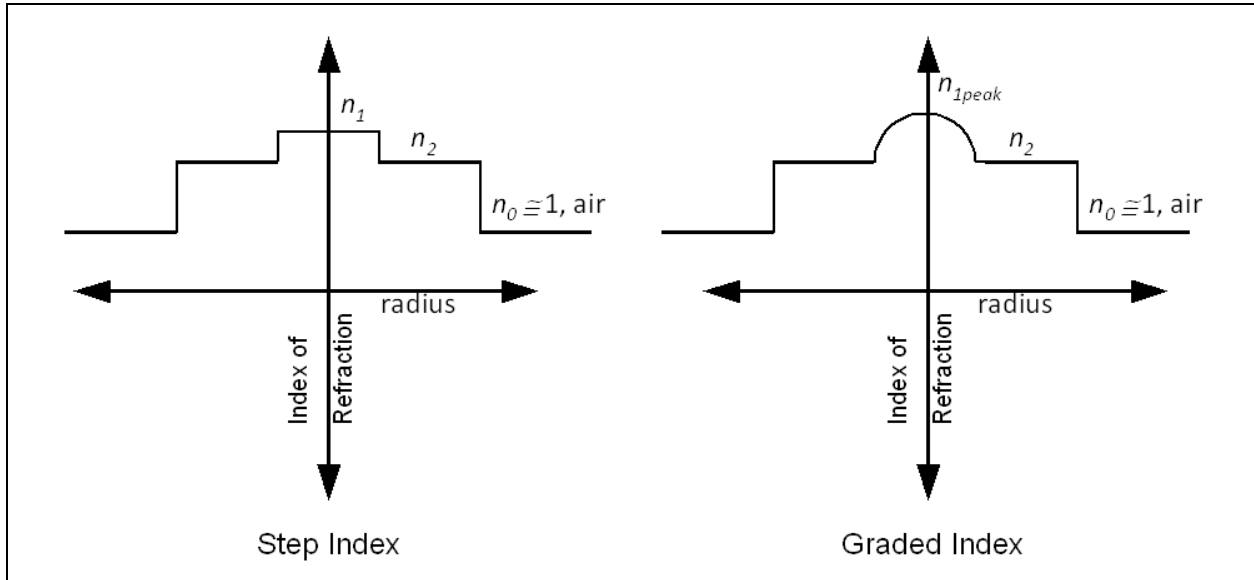 n1
n2
n0 ≅ 1, air
radius
Index of
Refraction
Step Index
n1peak
n2
n0 ≅ 1, air
radius
Index of
Refraction
Graded Index